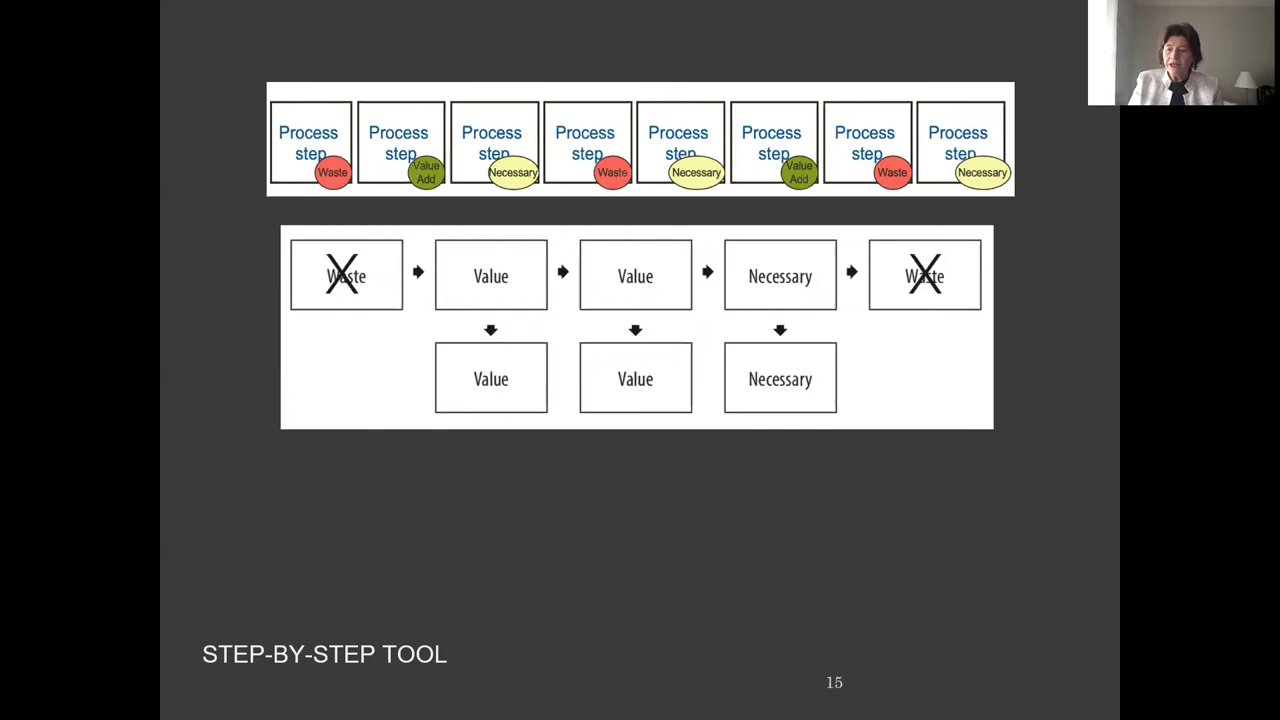 Process step Waste
Process step Value Add
Process step Necessary
Process step Waste
Process step Necessary
Process step Value Add
Process step Waste
Process step Necessary
Waste Value Value Necessary Waste
Value Value Necessary
STEP-BY-STEP TOOL
15